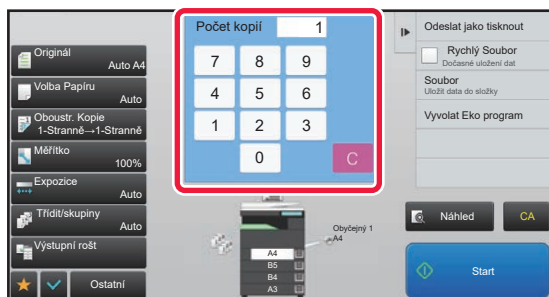 Originál
Auto A4
Volba Papíru
Auto
Oboustr. Kopie
1-Stranně→1-Stranně
Měřítko
100%
Expozice
Auto
Třídit/skupiny
Auto
Výstupní rošt
Ostatní
Počet kopií 1
7 8 9
4 5 6
1 2 3
0 C
Obyčejný 1
A4
A4
B5
B4
A3
Odeslat jako tisknout
Rychlý Soubor
Dočasné uložení dat
Soubor
Uložit data do složky
Vyvolat Eko program
Náhled
CA
Start